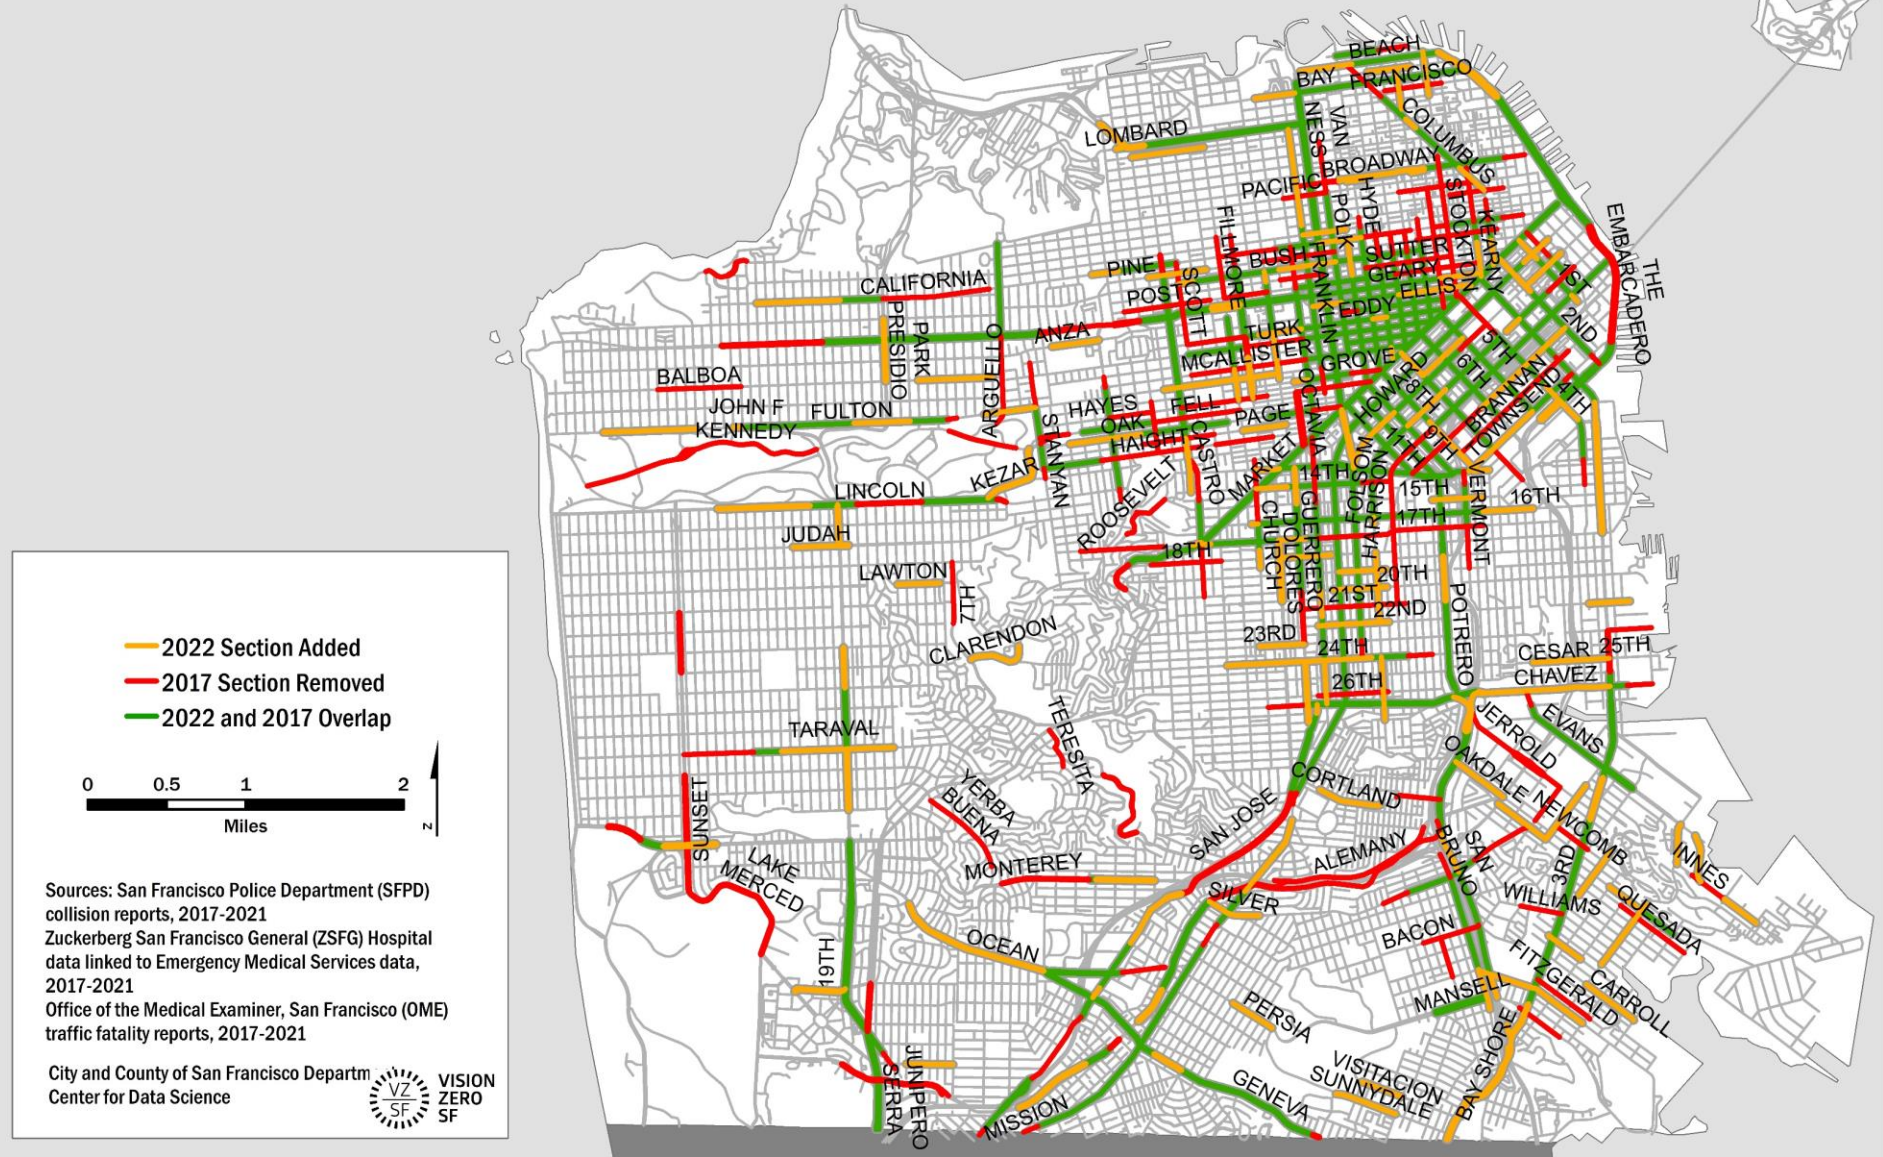 BEACH
BAY
FRANCISCO
COLUMBUS
LOMBARD
VAN
NESS
BROADWAY
PACIFIC
HYDE
POLK
STOCKTON
KEARNY
FILLMORE
EMBARCADERO
THE
PINE
BUSH
SUTTER
GEARY
1ST
CALIFORNIA
SCOTT
FRANKLIN
POST
ELLIS
EDDY
PRESIDIO
PARK
ANZA
TURK
2ND
ARGUELLO
MCALLISTER
GROVE
5TH
6TH
BALBOA
HOWARD
8TH
BRANNAN
TOWNSEND
4TH
JOHN F
KENNEDY
FULTON
HAYES
FELL
OCTAVIA
PAGE
OAK
HAIGHT
9TH
11TH
STANYAN
CASTRO
MARKET
KEZAR
14TH
FOLSOM
HARRISON
VERMONT
LINCOLN
15TH
16TH
ROOSEVELT
17TH
JUDAH
CHURCH
DOLORES
GUERRERO
18TH
LAWTON
20TH
7TH
21ST
22ND
POTRERO
CLARENDON
23RD
24TH
25TH
CESAR
CHAVEZ
26TH
TERESITA
JERROLD
EVANS
TARAVAL
OAKDALE
CORTLAND
YERBA
BUENA
SUNSET
SAN JOSE
NEWCOMB
ALEMANY
SAN
BRUNO
3RD
INNES
LAKE
MERCED
MONTEREY
SILVER
WILLIAMS
QUESADA
BACON
OCEAN
19TH
FITZGERALD
CARROLL
MANSELL
PERSIA
BAY SHORE
JUNIPERO
SERRA
VISITACION
SUNNYDALE
GENEVA
MISSION
2022 Section Added
2017 Section Removed
2022 and 2017 Overlap
0 0.5 1 2
Miles
N
Sources: San Francisco Police Department (SFPD)
collision reports, 2017-2021
Zuckerberg San Francisco General (ZSFG) Hospital
data linked to Emergency Medical Services data,
2017-2021
Office of the Medical Examiner, San Francisco (OME)
traffic fatality reports, 2017-2021
City and County of San Francisco Departm
Center for Data Science
VZ
SF
VISION
ZERO
SF